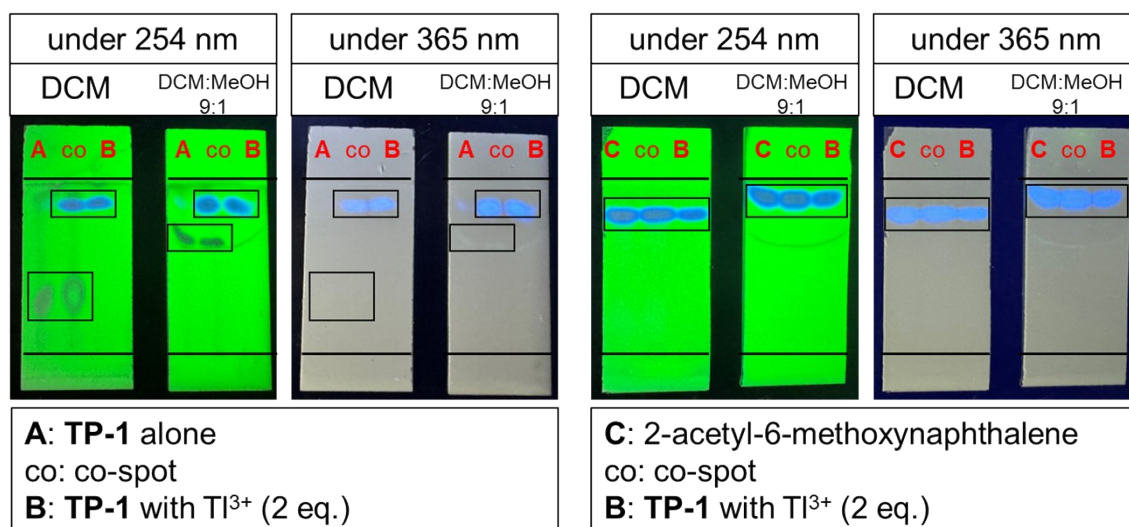 under 254 nm
under 365 nm
DCM
DCM:MeOH
9:1
DCM
DCM:MeOH
9:1
A co B
A co B
A co B
A co B
A: TP-1 alone
co: co-spot
B: TP-1 with Tl³⁺ (2 eq.)
under 254 nm
under 365 nm
DCM
DCM:MeOH
9:1
DCM
DCM:MeOH
9:1
C co B
C co B
C co B
C co B
C: 2-acetyl-6-methoxynaphthalene
co: co-spot
B: TP-1 with Tl³⁺ (2 eq.)